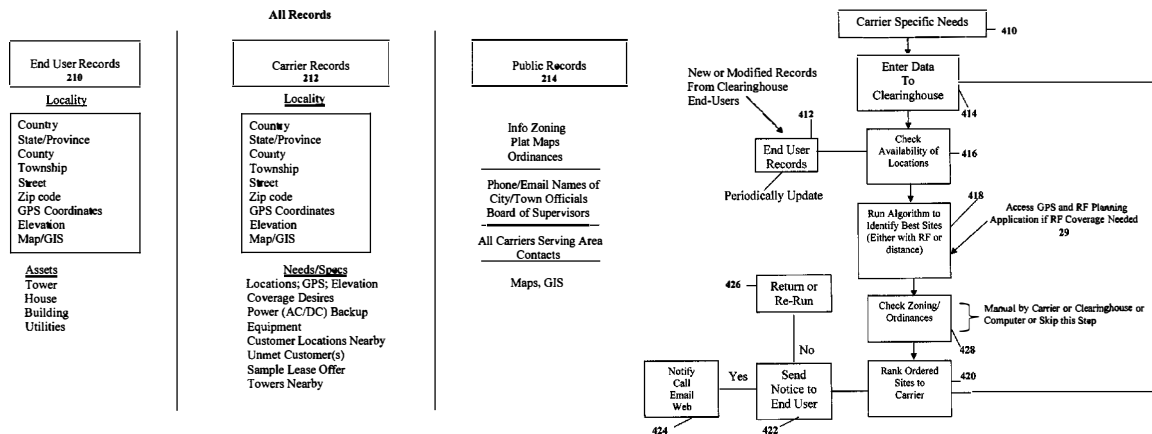 All Records
End User Records
210
Locality
Country
State/Province
County
Township
Street
Zip code
GPS Coordinates
Elevation
Map/GIS
Assets
Tower
House
Building
Utilities
Carrier Records
212
Locality
Country
State/Province
County
Township
Street
Zip code
GPS Coordinates
Elevation
Map/GIS
Needs/Specs
Locations; GPS; Elevation
Coverage Desires
Power (AC/DC) Backup
Equipment
Customer Locations Nearby
Unmet Customer(s)
Sample Lease Offer
Towers Nearby
Public Records
214
Info Zoning
Plat Maps
Ordinances
Phone/Email Names of
City/Town Officials
Board of Supervisors
All Carriers Serving Area
Contacts
Maps, GIS
Carrier Specific Needs
410
Enter Data
To
Clearinghouse
414
New or Modified Records
From Clearinghouse
End-Users
412
End User
Records
Periodically Update
Check
Availability of
Locations
416
418
Run Algorithm to
Identify Best Sites
(Either with RF or
distance)
Access GPS and RF Planning
Application if RF Coverage Needed
29
426
Return or
Re-Run
Check Zoning/
Ordinances
Manual by Carrier or Clearinghouse or
Computer or Skip this Step
428
No
Notify
Call
Email
Web
424
Yes
Send
Notice to
End User
422
Rank Ordered
Sites to
Carrier
420